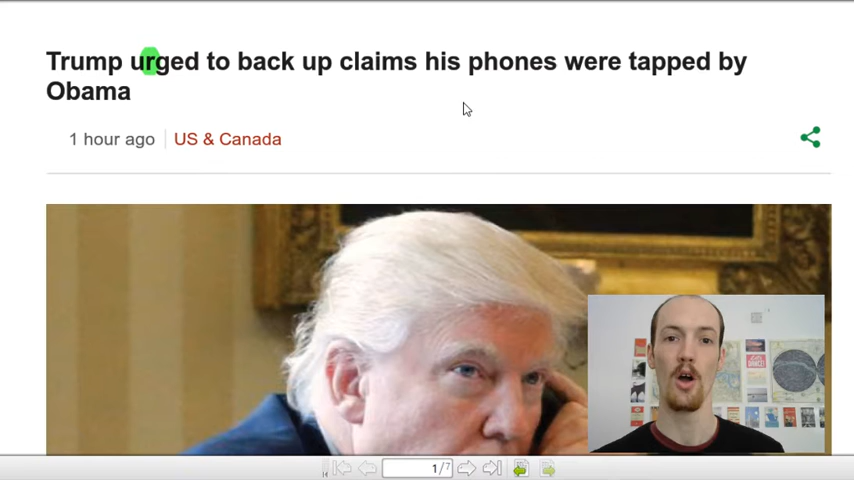 Trump urged to back up claims his phones were tapped by
Obama
1 hour ago US & Canada
1/7